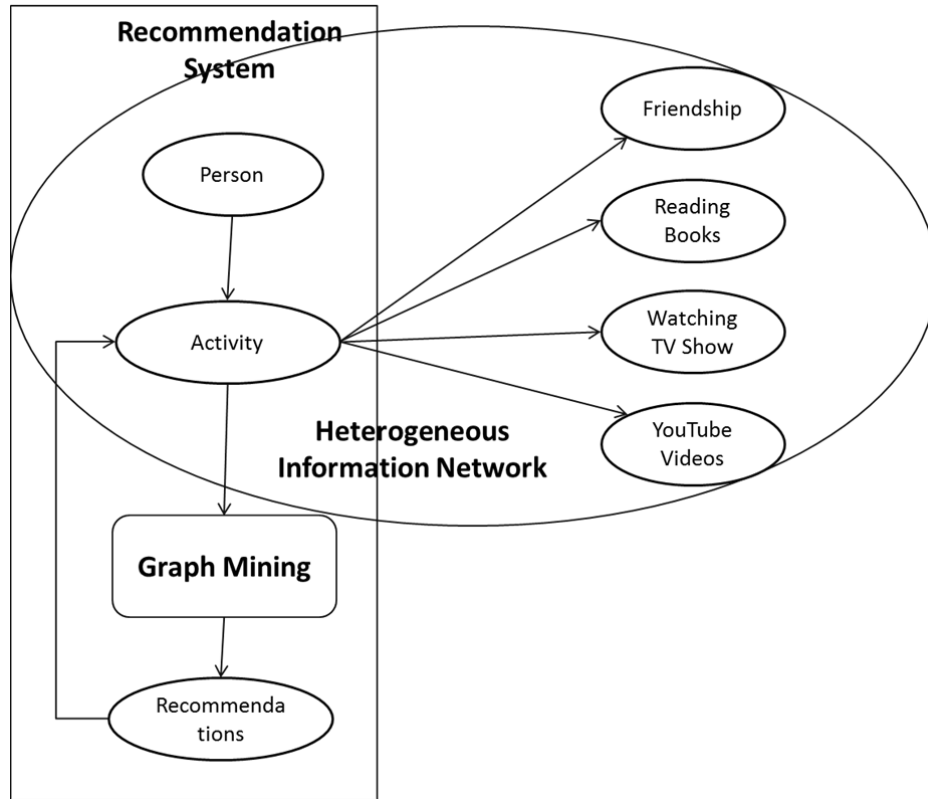 Recommendation
System
Person
Activity
Friendship
Reading
Books
Watching
TV Show
YouTube
Videos
Heterogeneous
Information Network
Graph Mining
Recommenda
tions